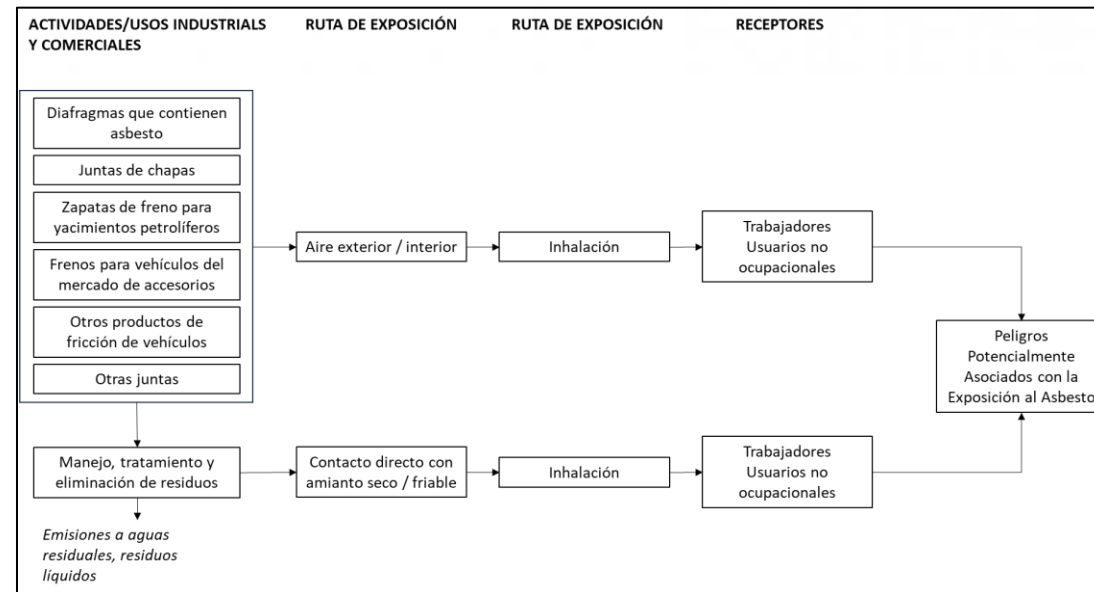 ACTIVIDADES/USOS INDUSTRIALS
Y COMERCIALES
RUTA DE EXPOSICIÓN
RUTA DE EXPOSICIÓN
RECEPTORES
Diafragmas que contienen
asbesto
Juntas de chapas
Zapatas de freno para
yacimientos petrolíferos
Frenos para vehículos del
mercado de accesorios
Otros productos de
fricción de vehículos
Otras juntas
Aire exterior / interior
Inhalación
Trabajadores
Usuarios no
ocupacionales
Peligros
Potencialmente
Asociados con la
Exposición al Asbesto
Manejo, tratamiento y
eliminación de residuos
Contacto directo con
amianto seco / friable
Inhalación
Trabajadores
Usuarios no
ocupacionales
Emisiones a aguas
residuales, residuos
líquidos